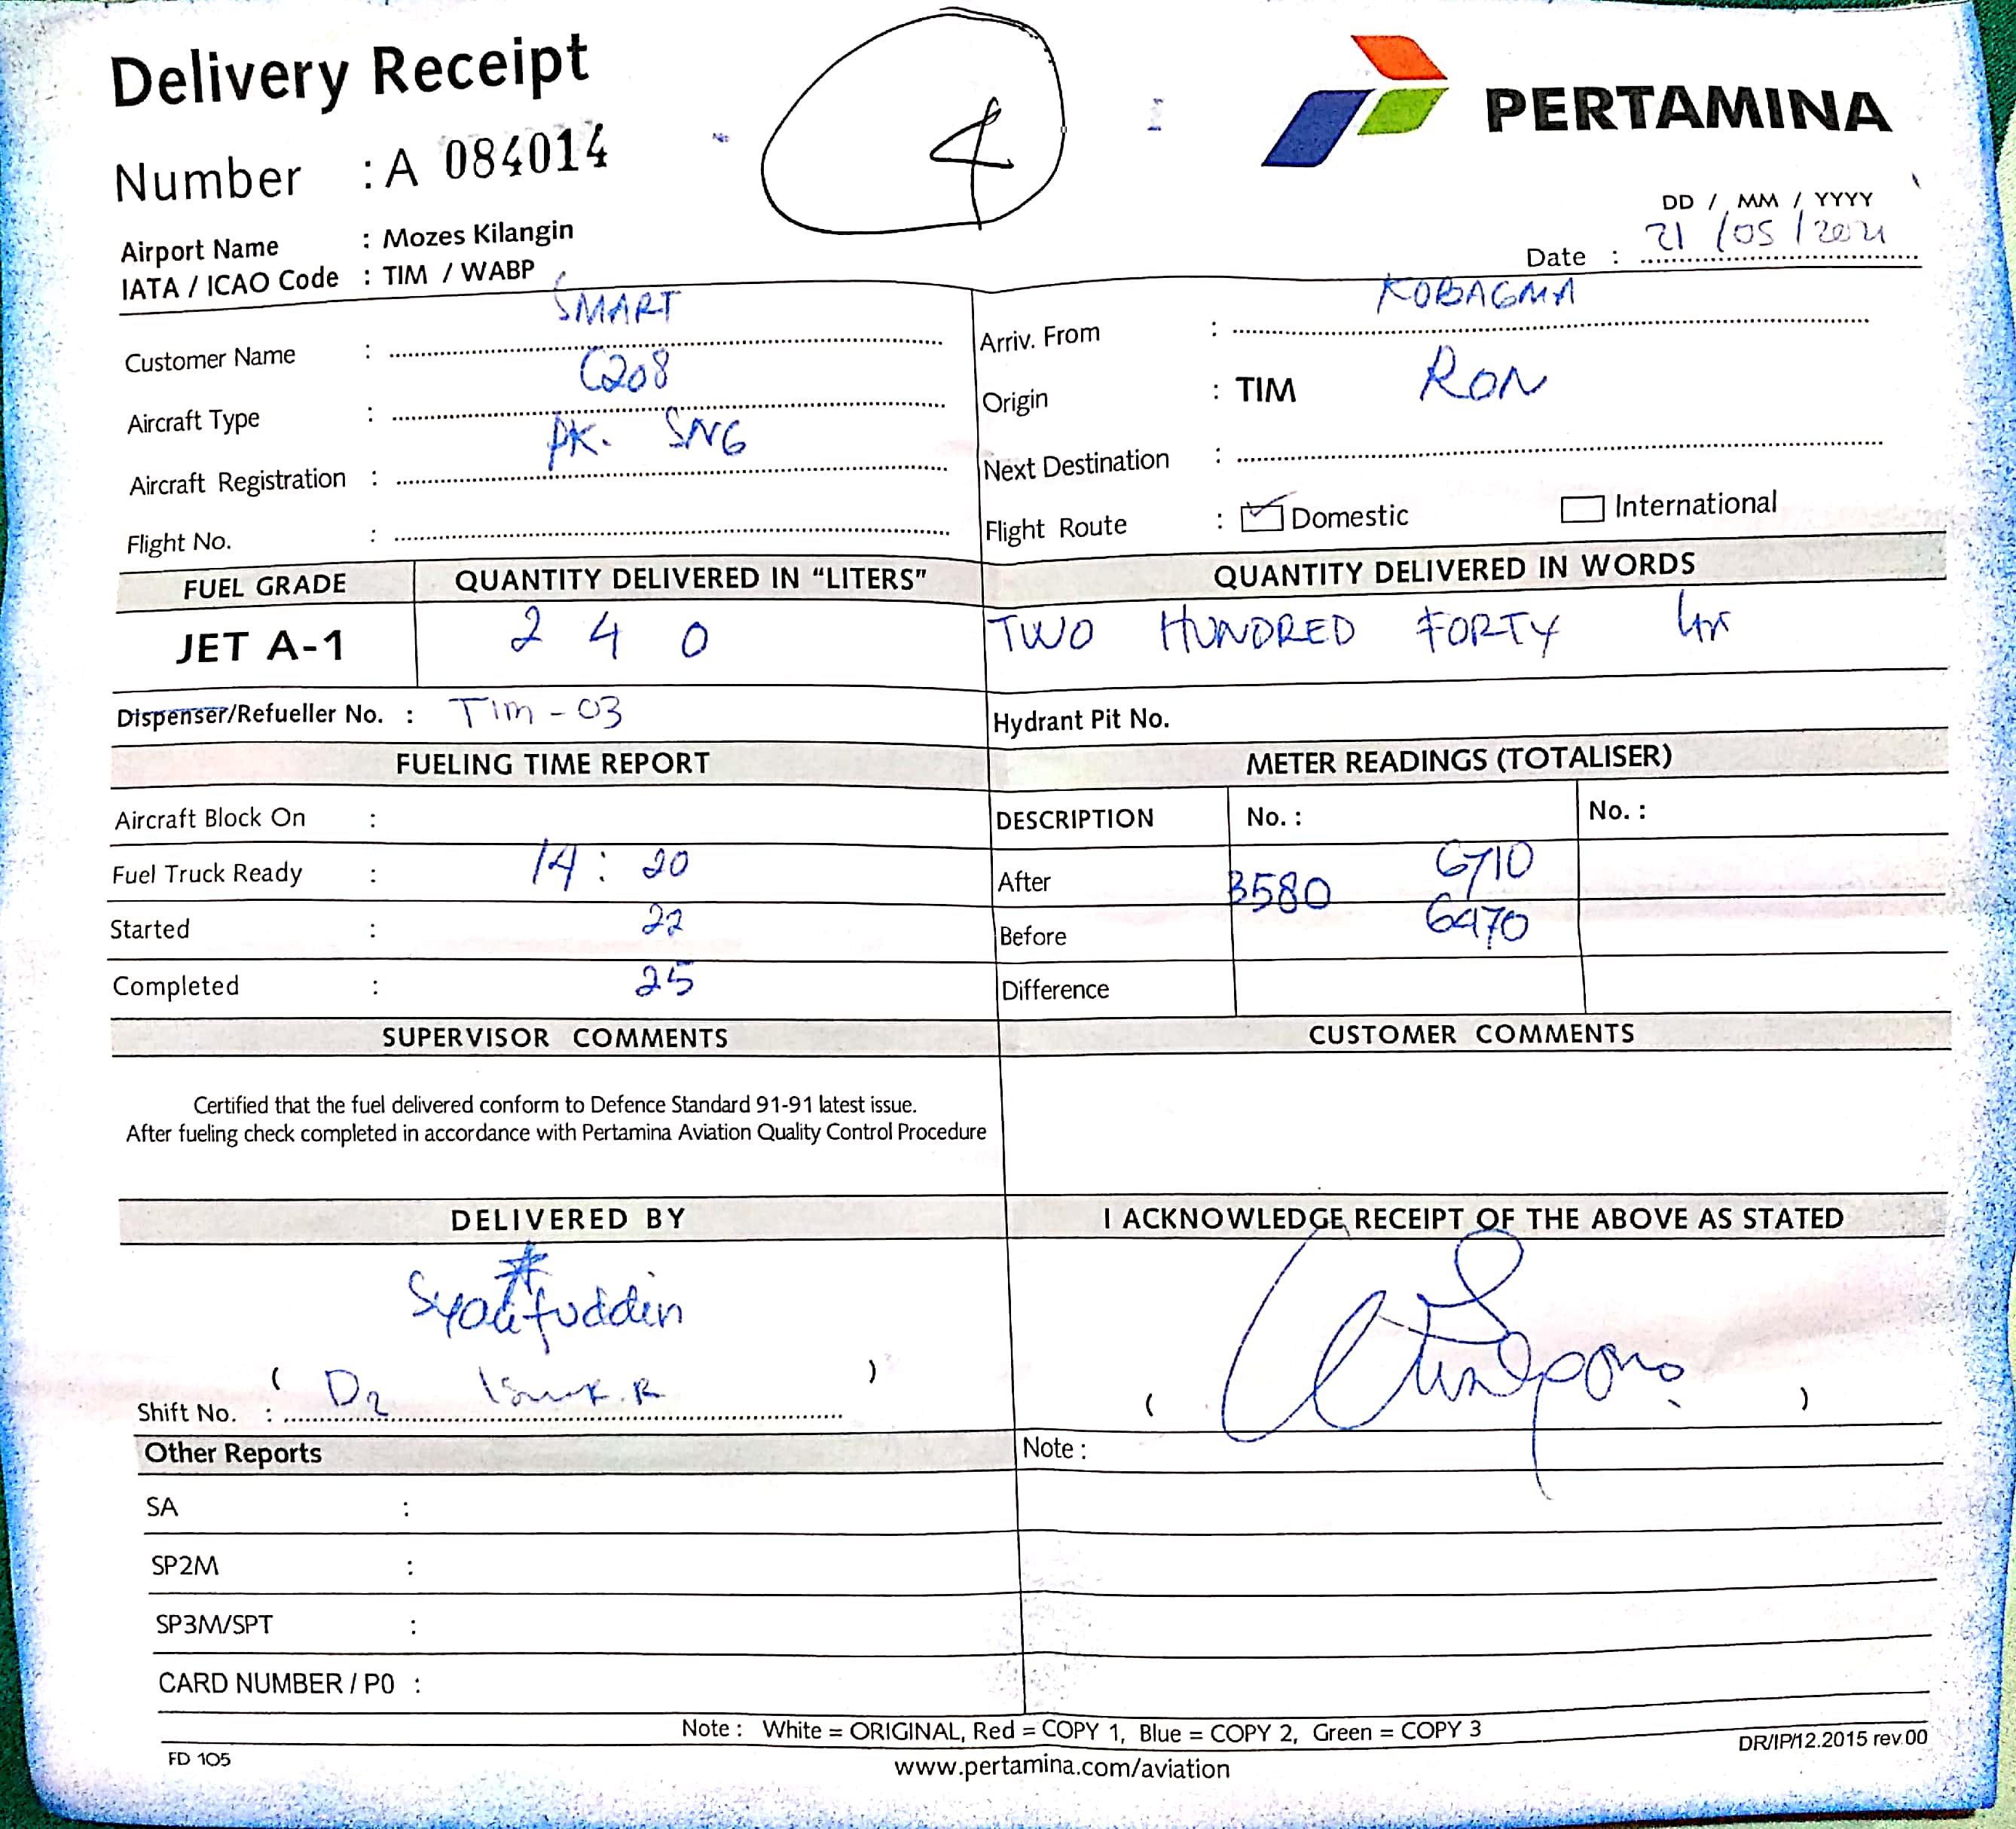 Delivery Receipt
4
PERTAMINA
Number : A 084014
DD / MM / YYYY
Airport Name : Mozes Kilangin
Date : 21/05/2021
IATA / ICAO Code : TIM / WABP
Customer Name : SMART
Arriv. From : KOBAGMA
Aircraft Type : C208
Origin : TIM RON
Aircraft Registration : PK. SNG
Next Destination :
Flight No. :
Flight Route : Domestic International
FUEL GRADE QUANTITY DELIVERED IN “LITERS” QUANTITY DELIVERED IN WORDS
JET A-1 2 4 0 TWO HUNDRED FORTY Ltr
Dispenser/Refueller No. : Tim - 03 Hydrant Pit No.
FUELING TIME REPORT METER READINGS (TOTALISER)
Aircraft Block On : DESCRIPTION No. : No. :
Fuel Truck Ready : 14 : 20 After 3580 6710
Started : 22 Before 6470
Completed : 25 Difference
SUPERVISOR COMMENTS CUSTOMER COMMENTS
Certified that the fuel delivered conform to Defence Standard 91-91 latest issue.
After fueling check completed in accordance with Pertamina Aviation Quality Control Procedure
DELIVERED BY I ACKNOWLEDGE RECEIPT OF THE ABOVE AS STATED
Syaifuddin
( D2 )
Shift No. :
( )
Other Reports Note :
SA :
SP2M :
SP3M/SPT :
CARD NUMBER / P0 :
Note : White = ORIGINAL, Red = COPY 1, Blue = COPY 2, Green = COPY 3
FD 105 www.pertamina.com/aviation DR/IP/12.2015 rev.00